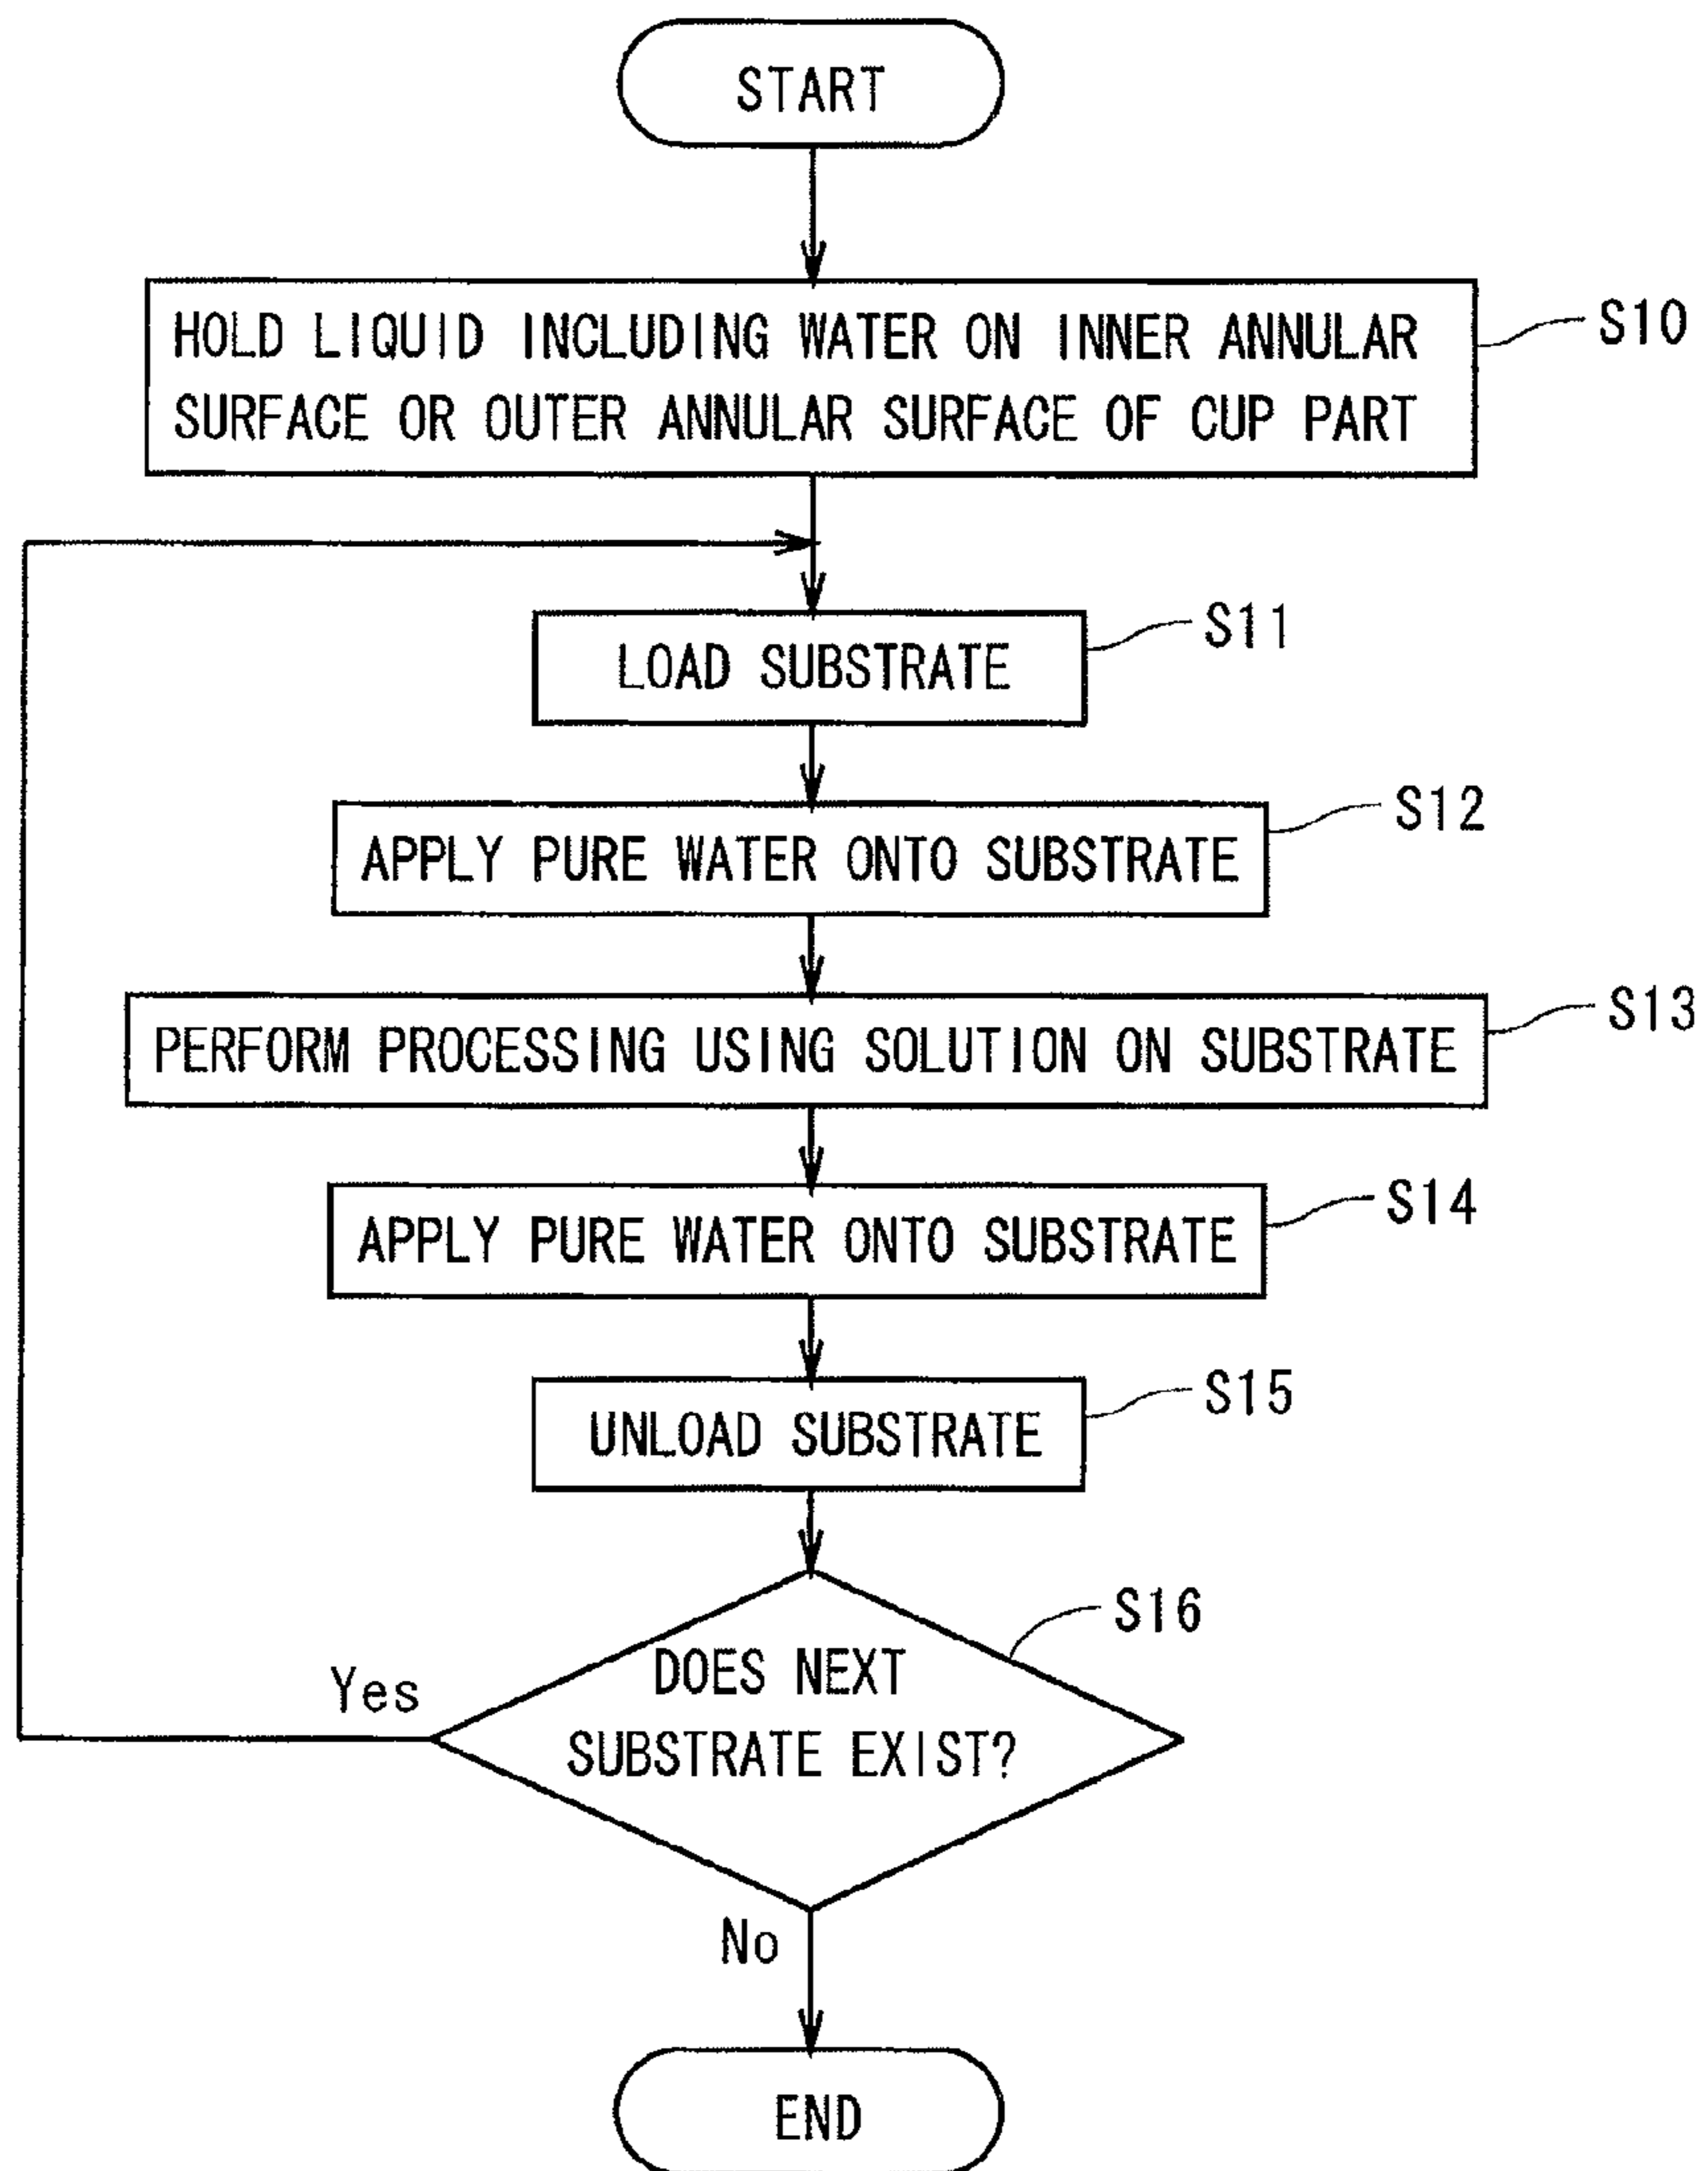 START
HOLD LIQUID INCLUDING WATER ON INNER ANNULAR
SURFACE OR OUTER ANNULAR SURFACE OF CUP PART
S10
LOAD SUBSTRATE
S11
APPLY PURE WATER ONTO SUBSTRATE
S12
PERFORM PROCESSING USING SOLUTION ON SUBSTRATE
S13
APPLY PURE WATER ONTO SUBSTRATE
S14
UNLOAD SUBSTRATE
S15
DOES NEXT
SUBSTRATE EXIST?
S16
Yes
No
END